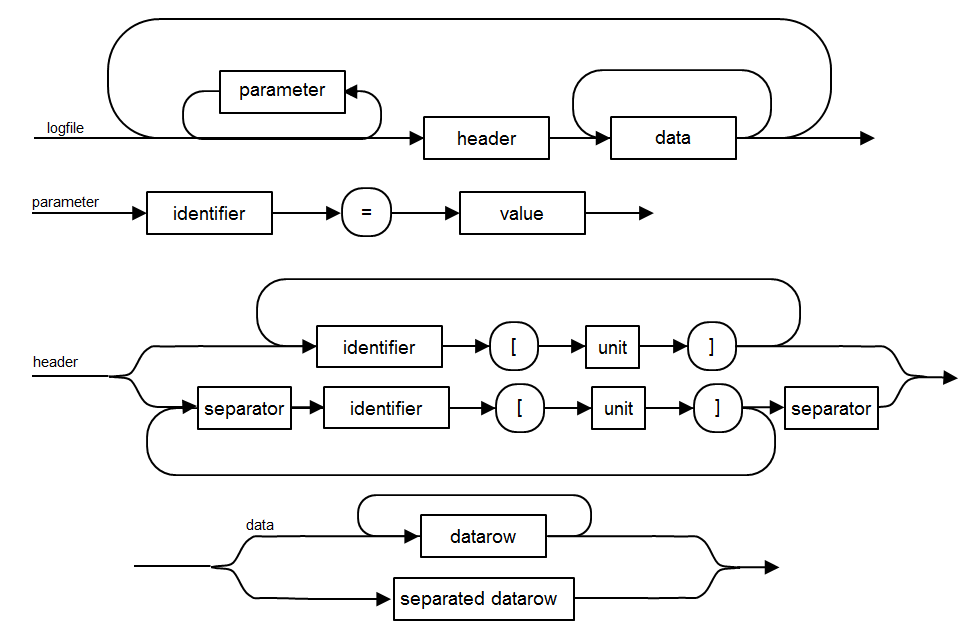 parameter
logfile
header
data
parameter
identifier
=
value
identifier
[
unit
]
header
separator
identifier
[
unit
]
separator
data
datarow
separated datarow